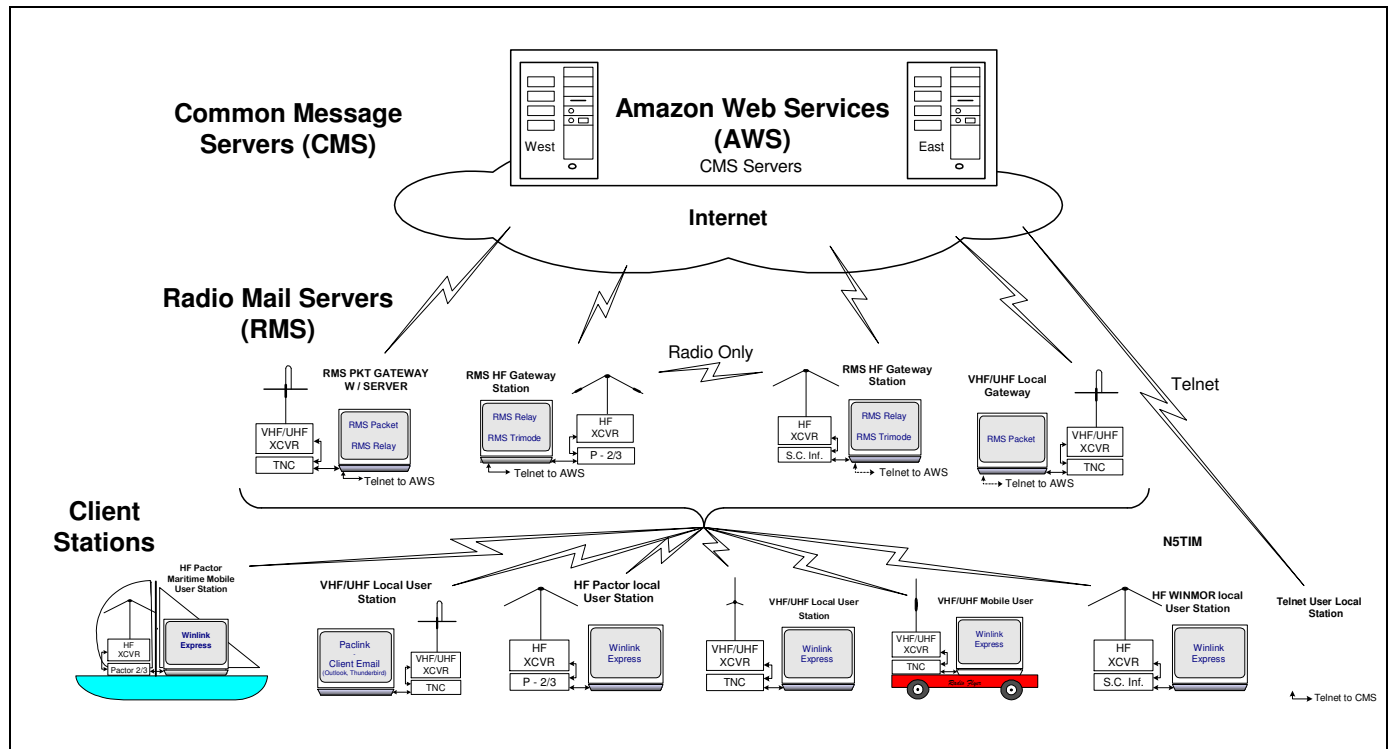 Common Message
Servers (CMS)
West
Amazon Web Services
(AWS)
CMS Servers
East
Internet
Radio Mail Servers
(RMS)
Radio Only
Telnet
RMS PKT GATEWAY
W / SERVER
VHF/UHF
XCVR
TNC
RMS Packet
RMS Relay
Telnet to AWS
RMS HF Gateway
Station
RMS Relay
RMS Trimode
HF
XCVR
P - 2/3
Telnet to AWS
RMS HF Gateway
Station
HF
XCVR
S.C. Inf.
RMS Relay
RMS Trimode
Telnet to AWS
VHF/UHF Local
Gateway
RMS Packet
VHF/UHF
XCVR
TNC
Telnet to AWS
Client
Stations
N5TIM
HF Pactor
Maritime Mobile
User Station
HF
XCVR
Pactor 2/3
Winlink
Express
VHF/UHF Local User
Station
Paclink
-
Client Email
(Outlook, Thunderbird)
VHF/UHF
XCVR
TNC
HF Pactor local
User Station
HF
XCVR
P - 2/3
Winlink
Express
VHF/UHF Local User
Station
VHF/UHF
XCVR
TNC
Winlink
Express
VHF/UHF Mobile User
VHF/UHF
XCVR
TNC
Winlink
Express
Radio Flyer
HF WINMOR local
User Station
HF
XCVR
S.C. Inf.
Winlink
Express
Telnet User Local
Station
Telnet to CMS